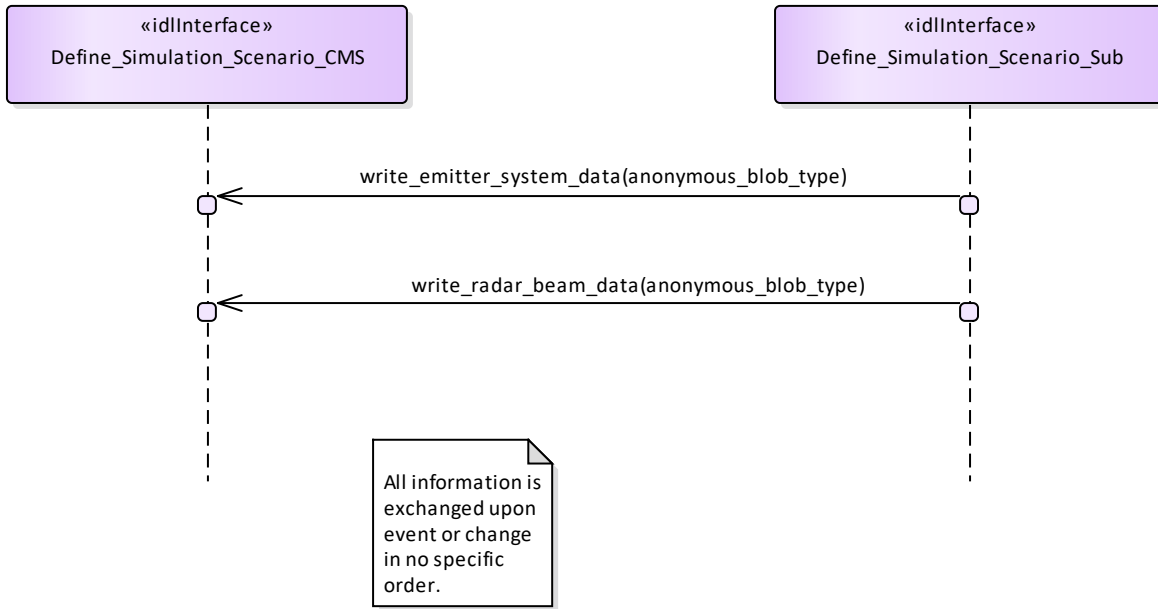 «idlInterface»
Define_Simulation_Scenario_CMS
«idlInterface»
Define_Simulation_Scenario_Sub
write_emitter_system_data(anonymous_blob_type)
write_radar_beam_data(anonymous_blob_type)
All information is
exchanged upon
event or change
in no specific
order.